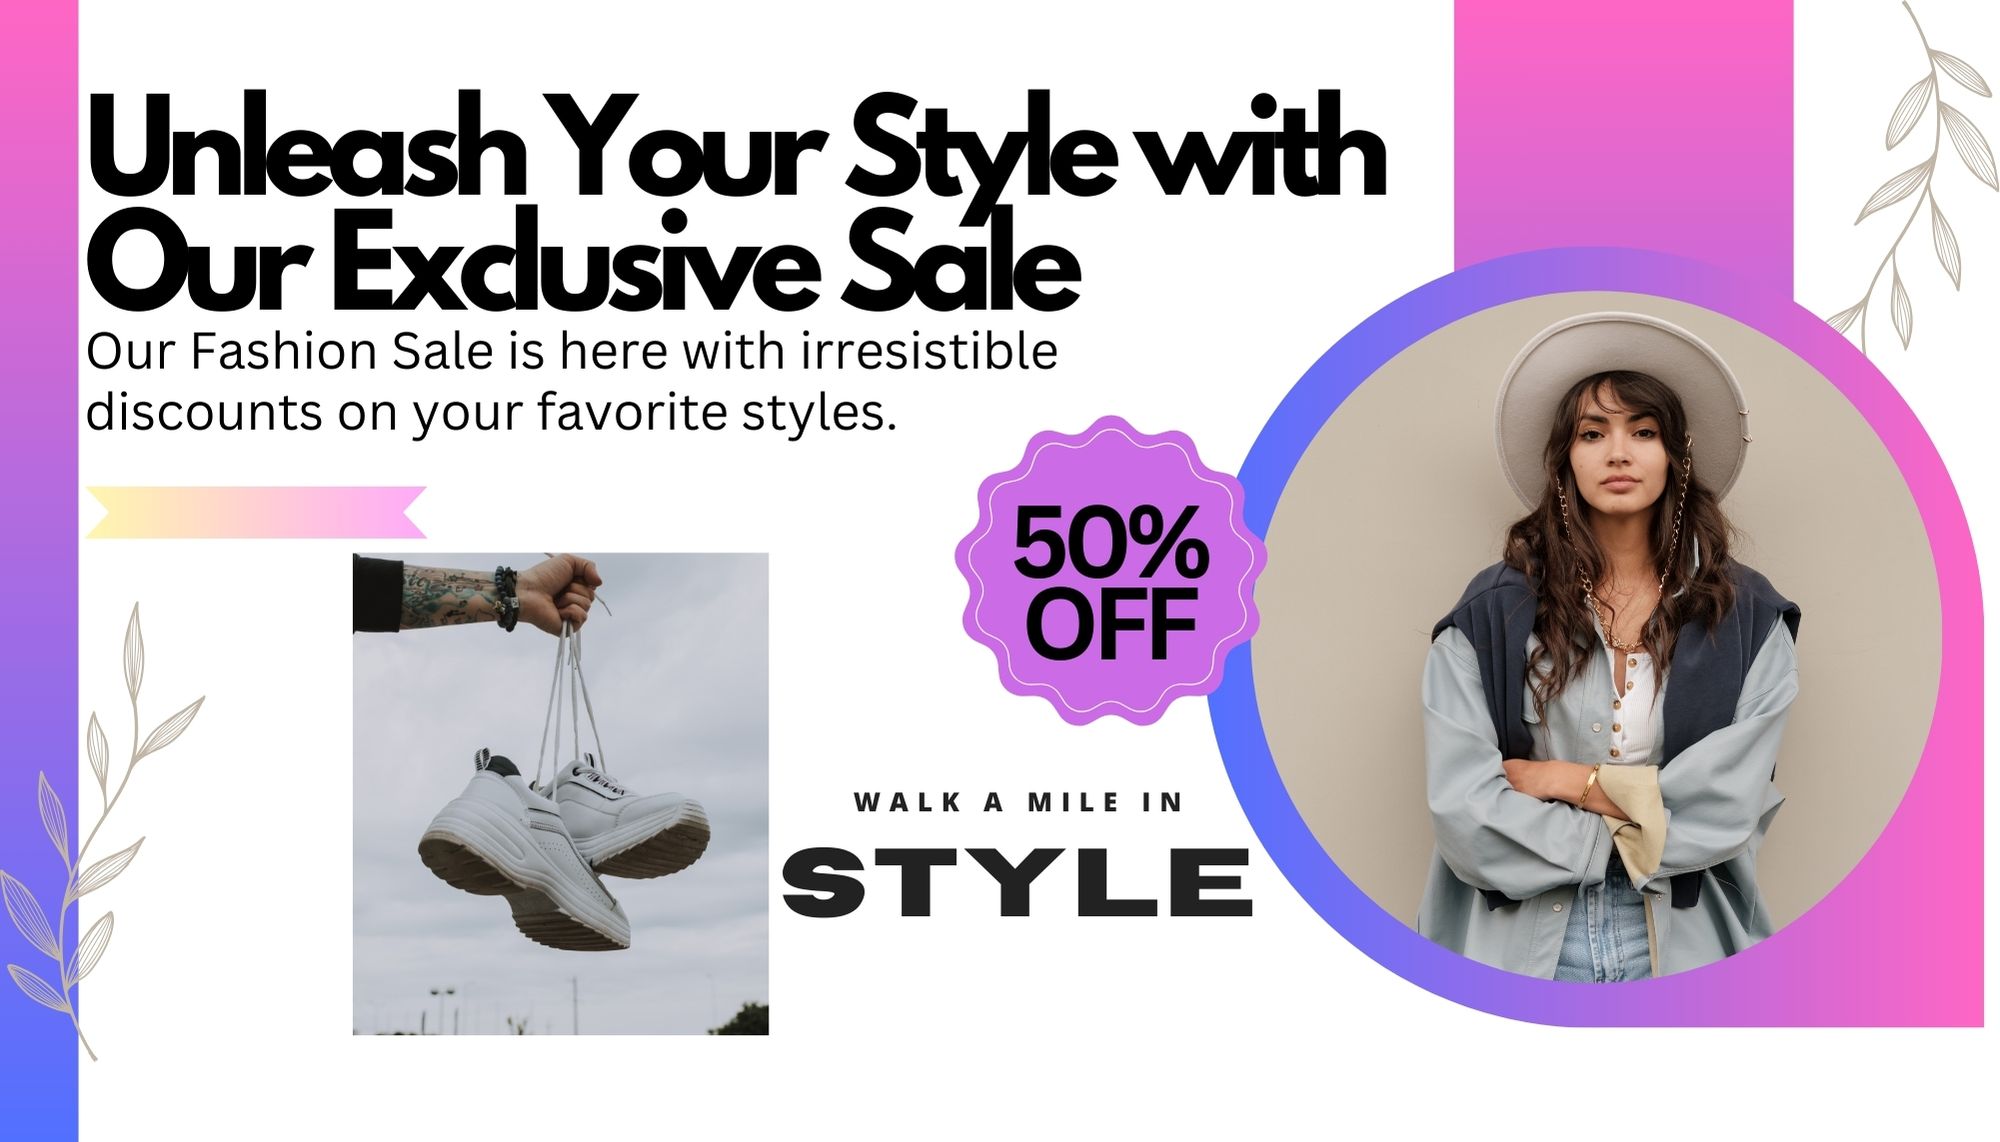 Unleash Your Style with
Our Exclusive Sale
Our Fashion Sale is here with irresistible
discounts on your favorite styles.
50%
OFF
WALK A MILE IN
STYLE